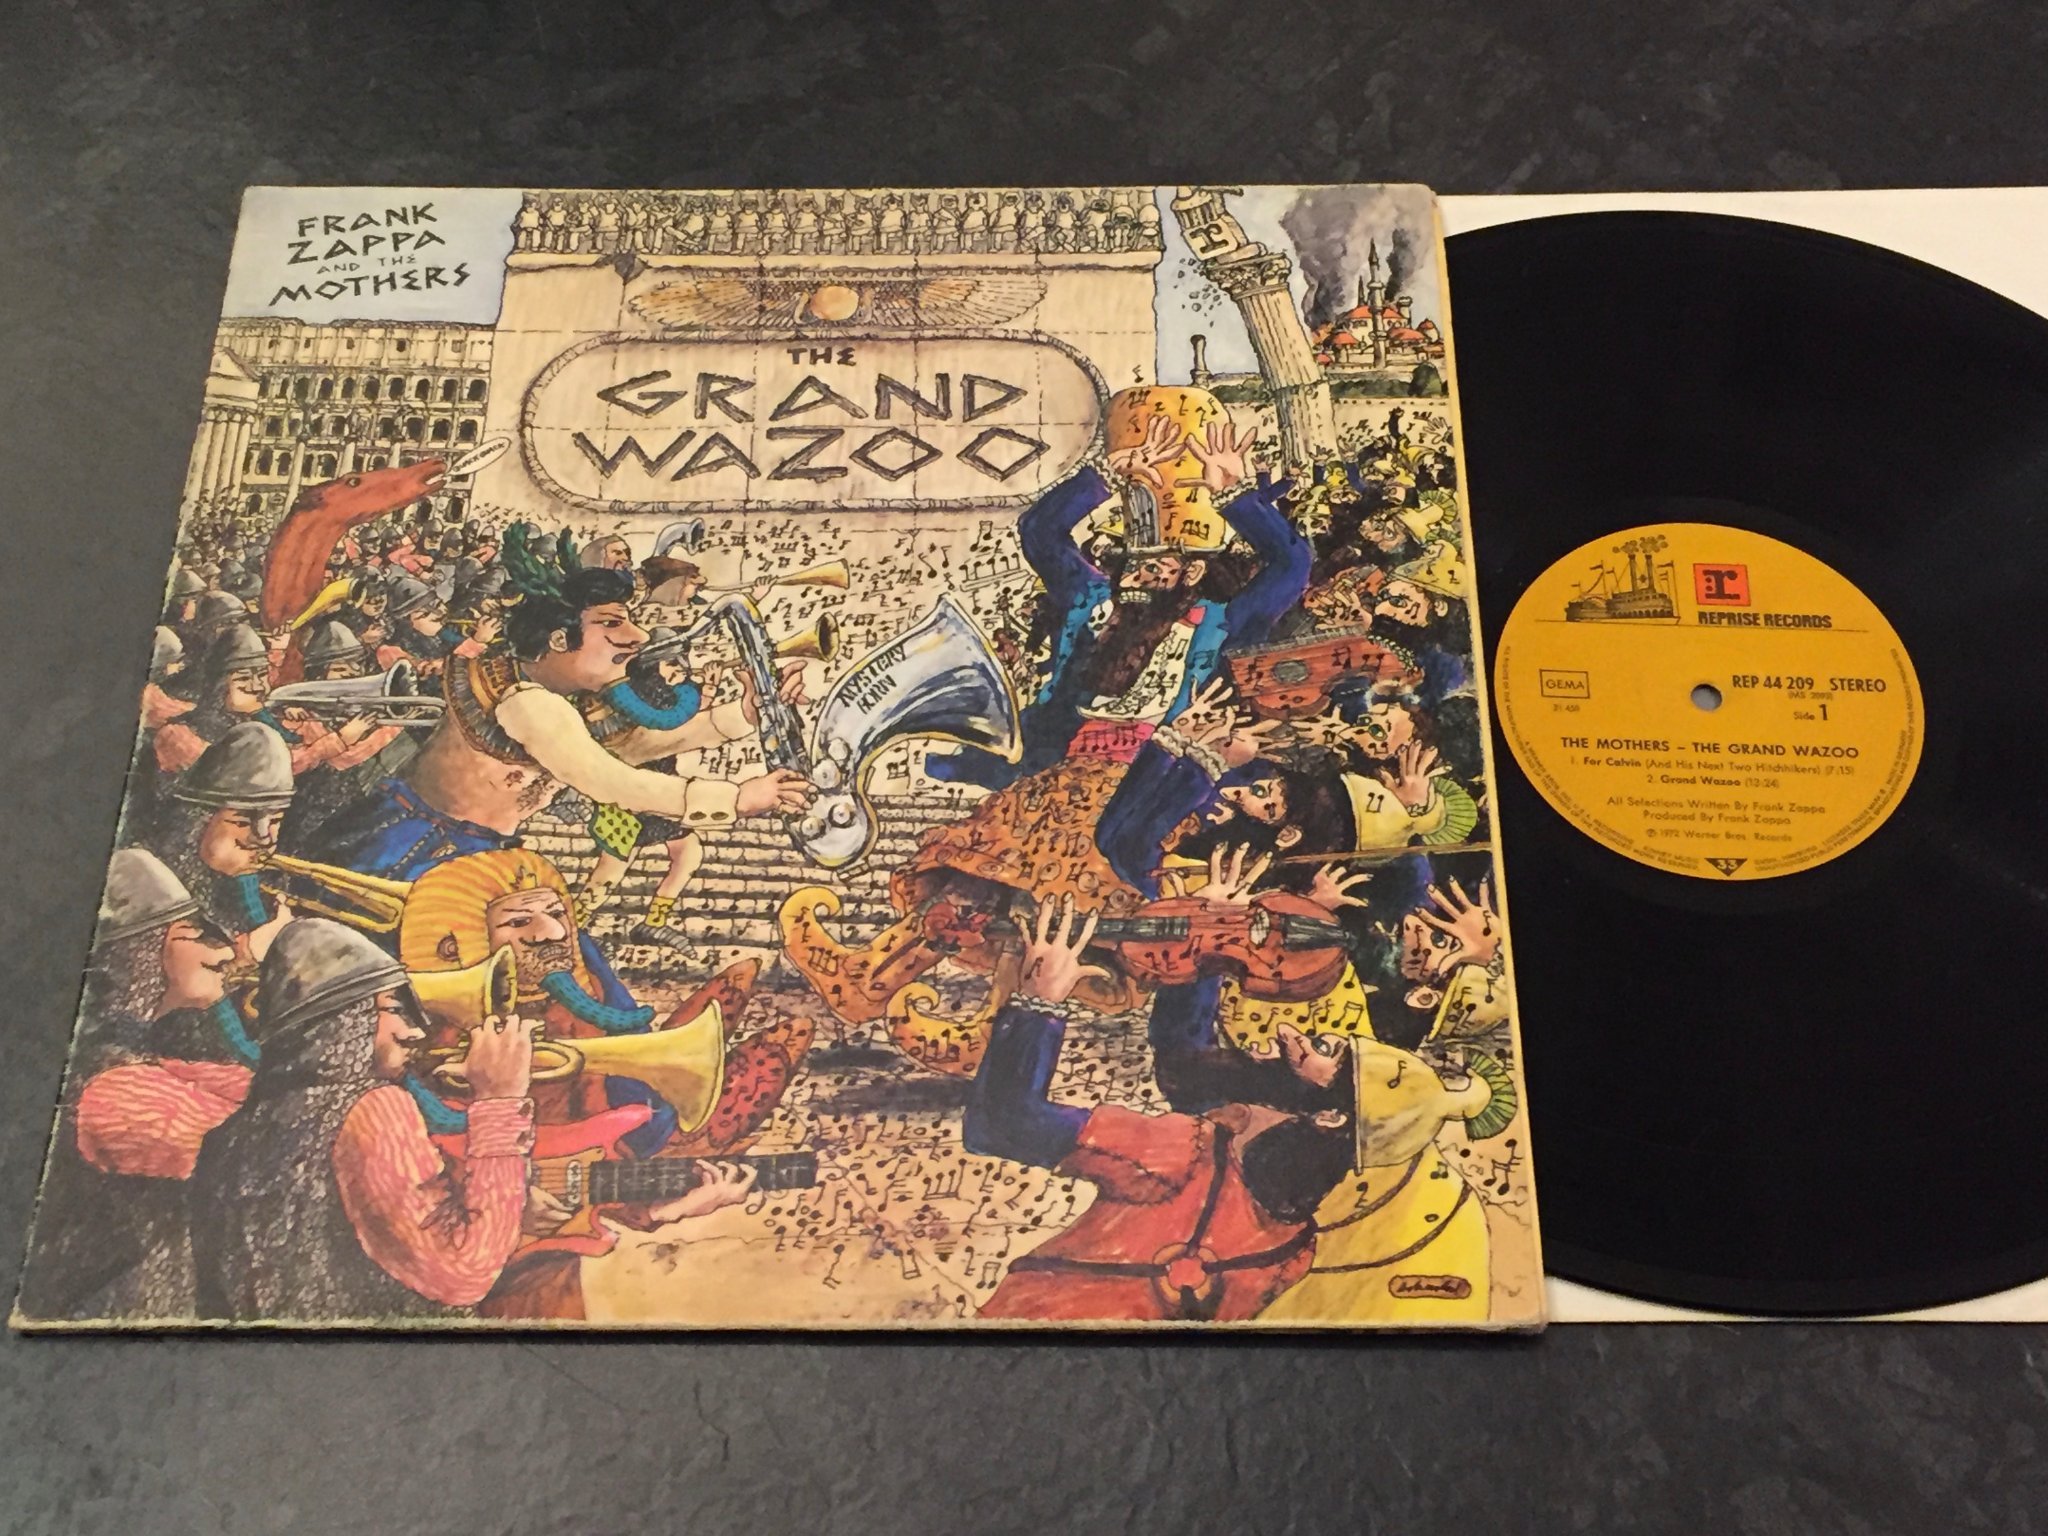 FRANK
ZAPPA
AND THE
MOTHERS
THE
GRAND
WAZOO
MYSTERY
HORN
r
:r
REPRISE RECORDS
GEMA
REP 44 209 STEREO
(MS 2093)
Side 1
THE MOTHERS – THE GRAND WAZOO
1. For Calvin (And His Next Two Hitchhikers) (7:15)
2. Grand Wazoo (13:24)
All Selections Written By Frank Zappa
Produced By Frank Zappa
℗ 1972 Warner Bros. Records
33